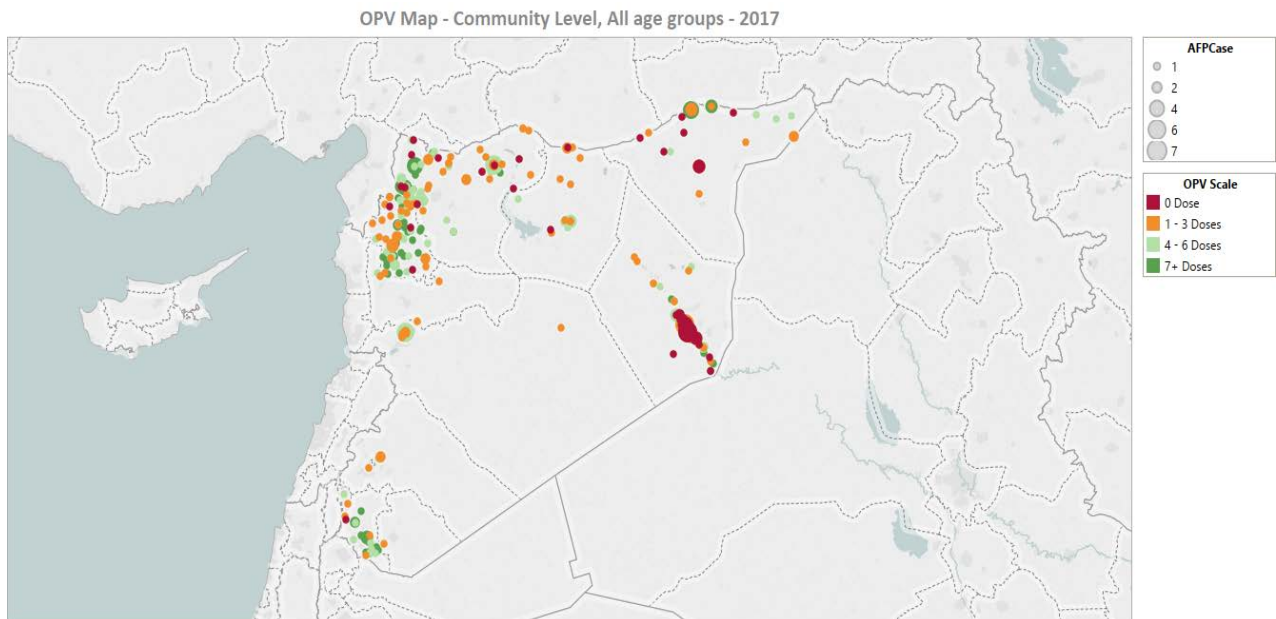 OPV Map - Community Level, All age groups - 2017
AFPCase
1
2
4
6
7
OPV Scale
0 Dose
1 - 3 Doses
4 - 6 Doses
7+ Doses